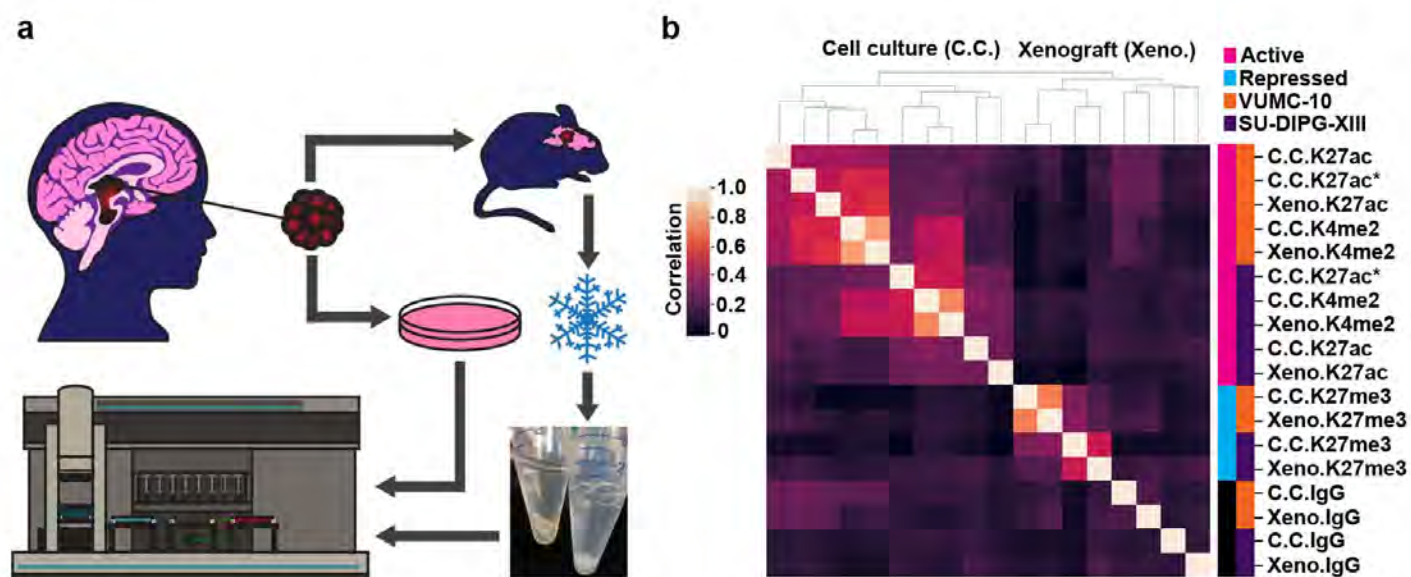 a
b
Cell culture (C.C.) Xenograft (Xeno.)
Active
Repressed
VUMC-10
SU-DIPG-XIII
Correlation
1.0
0.8
0.6
0.4
0.2
0
C.C.K27ac
C.C.K27ac*
Xeno.K27ac
C.C.K4me2
Xeno.K4me2
C.C.K27ac*
C.C.K4me2
Xeno.K4me2
C.C.K27ac
Xeno.K27ac
C.C.K27me3
Xeno.K27me3
C.C.K27me3
Xeno.K27me3
C.C.IgG
Xeno.IgG
C.C.IgG
Xeno.IgG